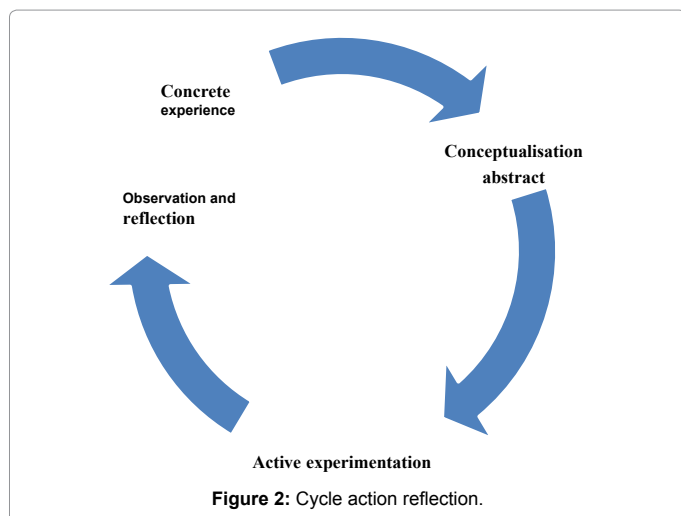 Concrete
experience
Conceptualisation
abstract
Observation and
reflection
Active experimentation
Figure 2: Cycle action reflection.